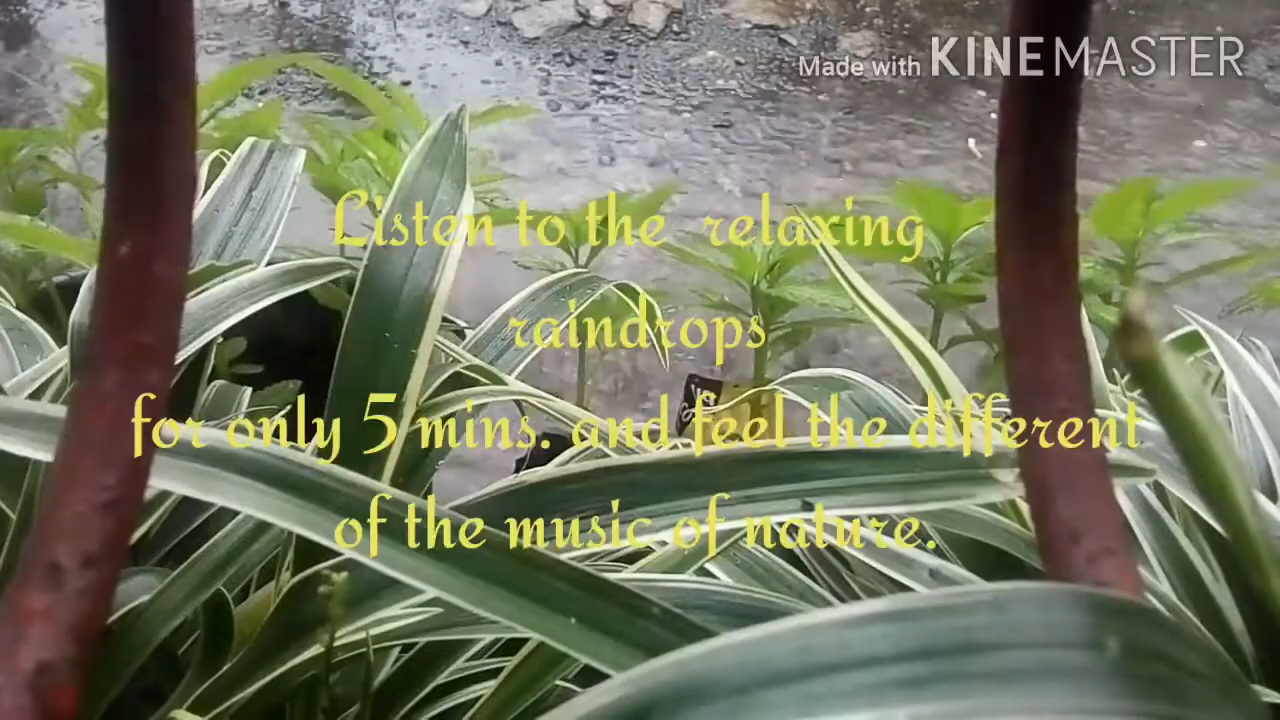 Made with KINEMASTER
Listen to the relaxing
raindrops
for only 5 mins. and feel the different
of the music of nature.